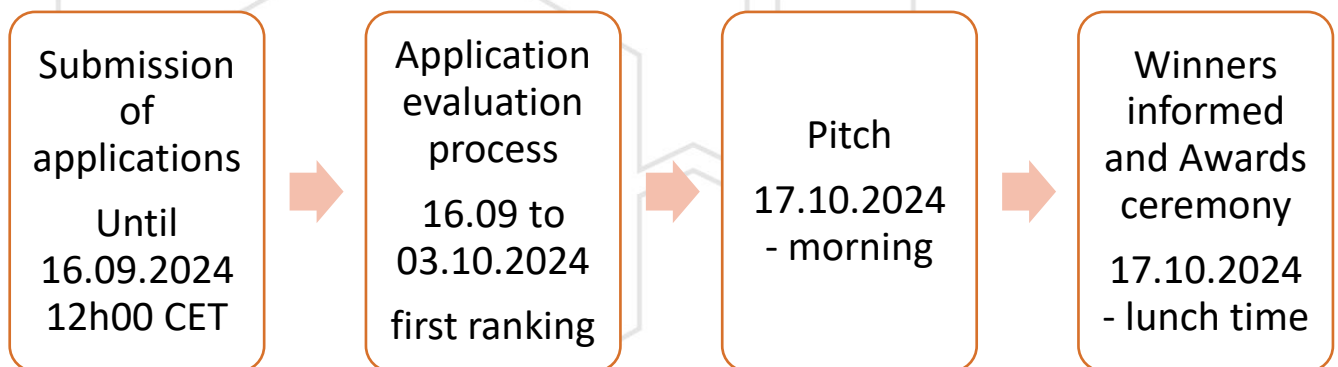 Submission
of
applications
Until
16.09.2024
12h00 CET
Application
evaluation
process
16.09 to
03.10.2024
first ranking
Pitch
17.10.2024
- morning
Winners
informed
and Awards
ceremony
17.10.2024
- lunch time